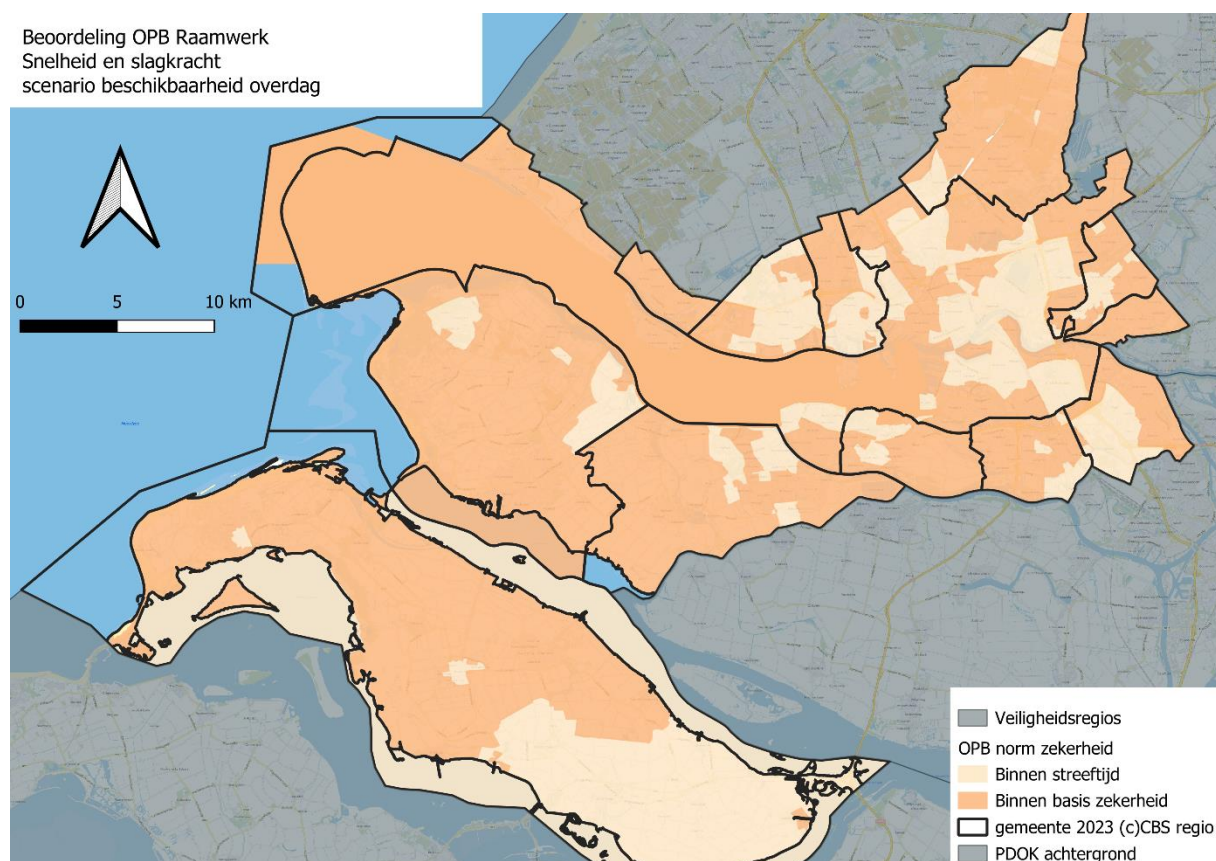 Beoordeling OPB Raamwerk
Snelheid en slagkracht
scenario beschikbaarheid overdag
0 5 10 km
Veiligheidsregios
OPB norm zekerheid
Binnen streeftijd
Binnen basis zekerheid
gemeente 2023 (c)CBS regio
PDOK achtergrond